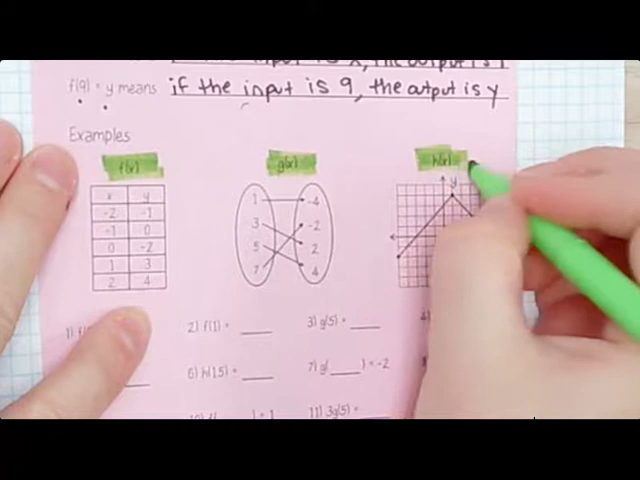 f(9) = y means if the input is 9, the output is y
Examples
f(x) g(x) h(x)
x y
-2 -1
-1 0
0 -2
1 3
2 4
1 -4
3 -2
5 2
7 4
y
2) f(1) = ____ 3) g(5) = ____
6) h(1.5) = ____ 7) g(____) = -2
11) 3g(5) = ____